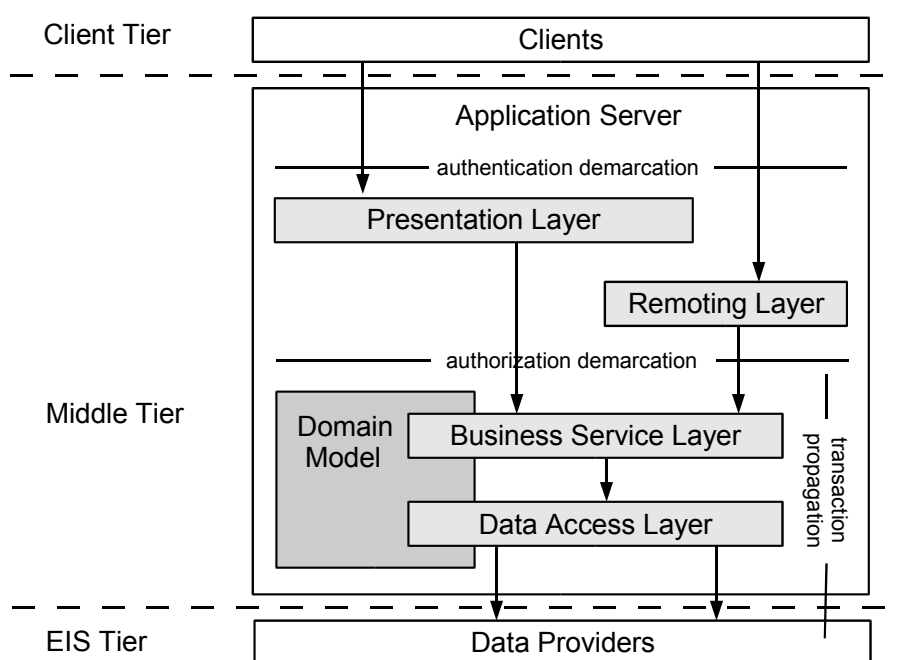 Client Tier
Clients
Application Server
authentication demarcation
Presentation Layer
Remoting Layer
authorization demarcation
Middle Tier
Domain
Model
Business Service Layer
transaction
propagation
Data Access Layer
EIS Tier
Data Providers